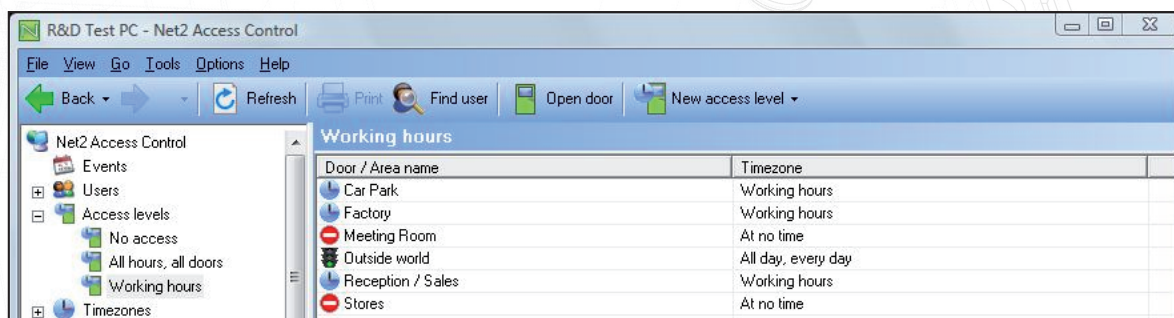 R&D Test PC - Net2 Access Control
File View Go Tools Options Help
Back Refresh Print Find user Open door New access level
Net2 Access Control
Events
Users
Access levels
No access
All hours, all doors
Working hours
Timezones
Working hours
Door / Area name Timezone
Car Park Working hours
Factory Working hours
Meeting Room At no time
Outside world All day, every day
Reception / Sales Working hours
Stores At no time